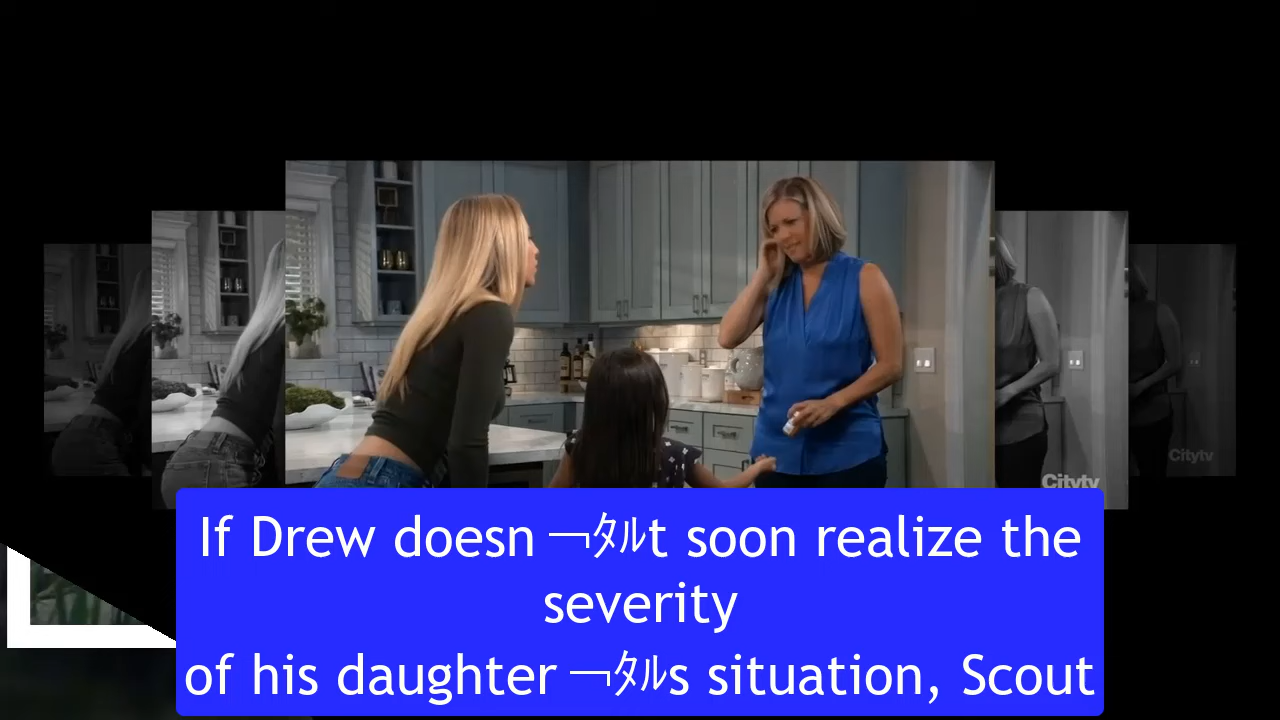 Citytv
Citytv
If Drew doesn ￢ﾀﾙt soon realize the
severity
of his daughter ￢ﾀﾙs situation, Scout